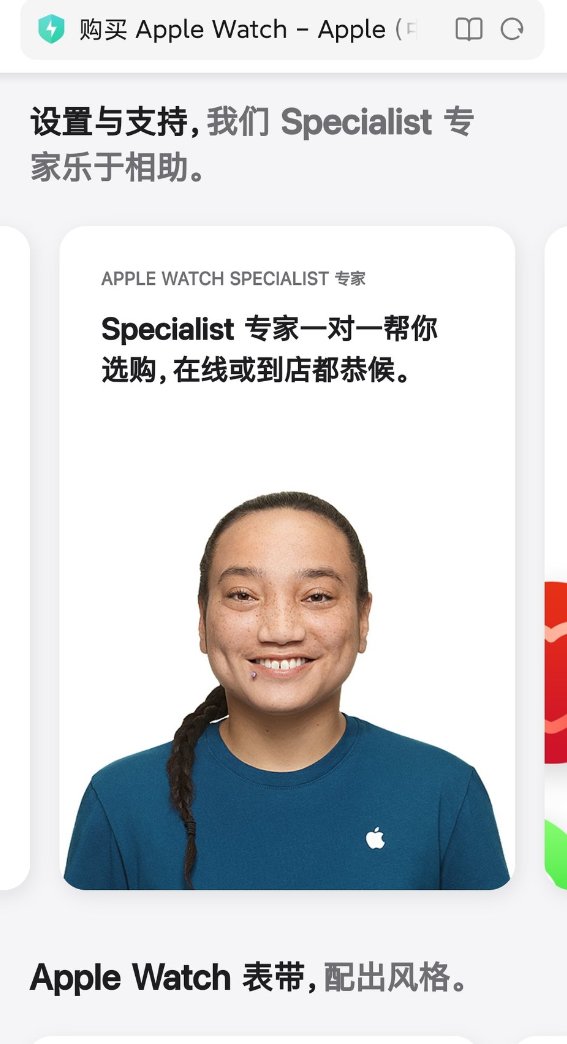 购买 Apple Watch - Apple (
设置与支持，我们 Specialist 专
家乐于相助。
APPLE WATCH SPECIALIST 专家
Specialist 专家一对一帮你
选购，在线或到店都恭候。
Apple Watch 表带，配出风格。